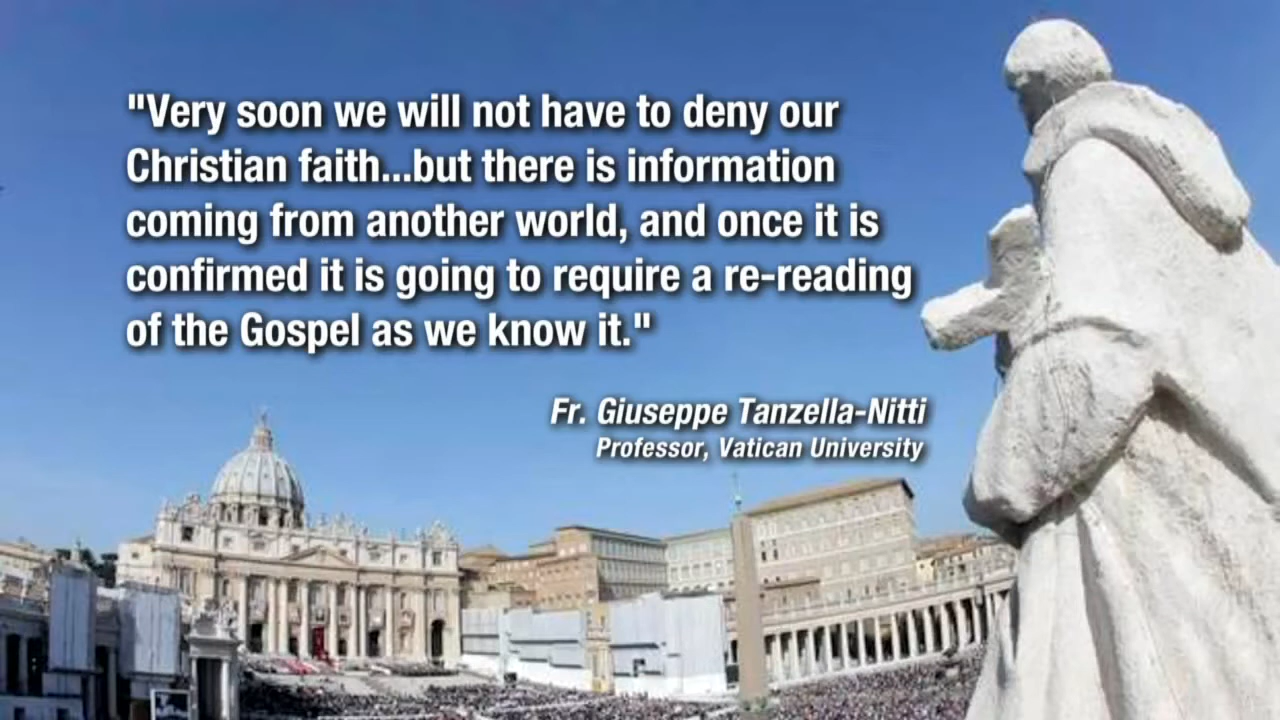 "Very soon we will not have to deny our
Christian faith...but there is information
coming from another world, and once it is
confirmed it is going to require a re-reading
of the Gospel as we know it."
Fr. Giuseppe Tanzella-Nitti
Professor, Vatican University